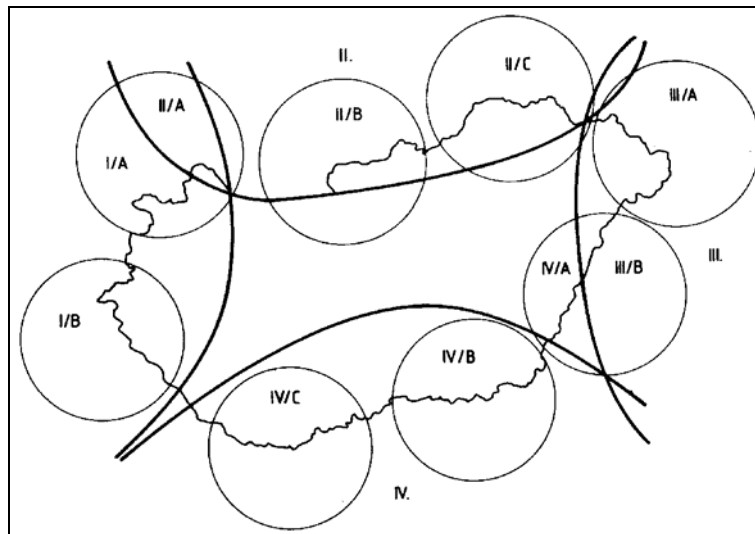 II.
II/C
II/A
III/A
II/B
I/A
IV/A
III/B
III.
I/B
IV/B
IV/C
IV.